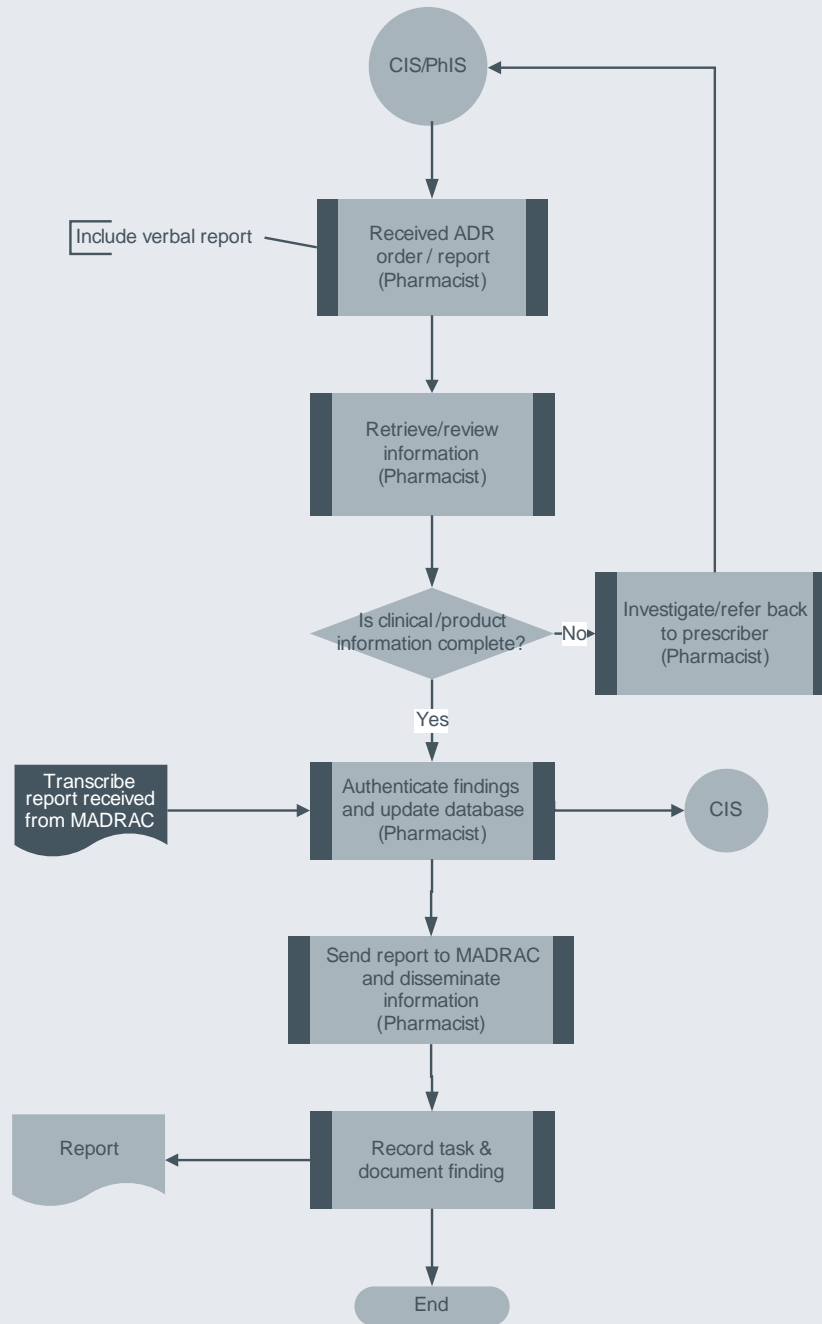 CIS/PhIS
Include verbal report
Received ADR
order / report
(Pharmacist)
Retrieve/review
information
(Pharmacist)
Is clinical/product
information complete?
No
Investigate/refer back
to prescriber
(Pharmacist)
Yes
Transcribe
report received
from MADRAC
Authenticate findings
and update database
(Pharmacist)
CIS
Send report to MADRAC
and disseminate
information
(Pharmacist)
Report
Record task &
document finding
End